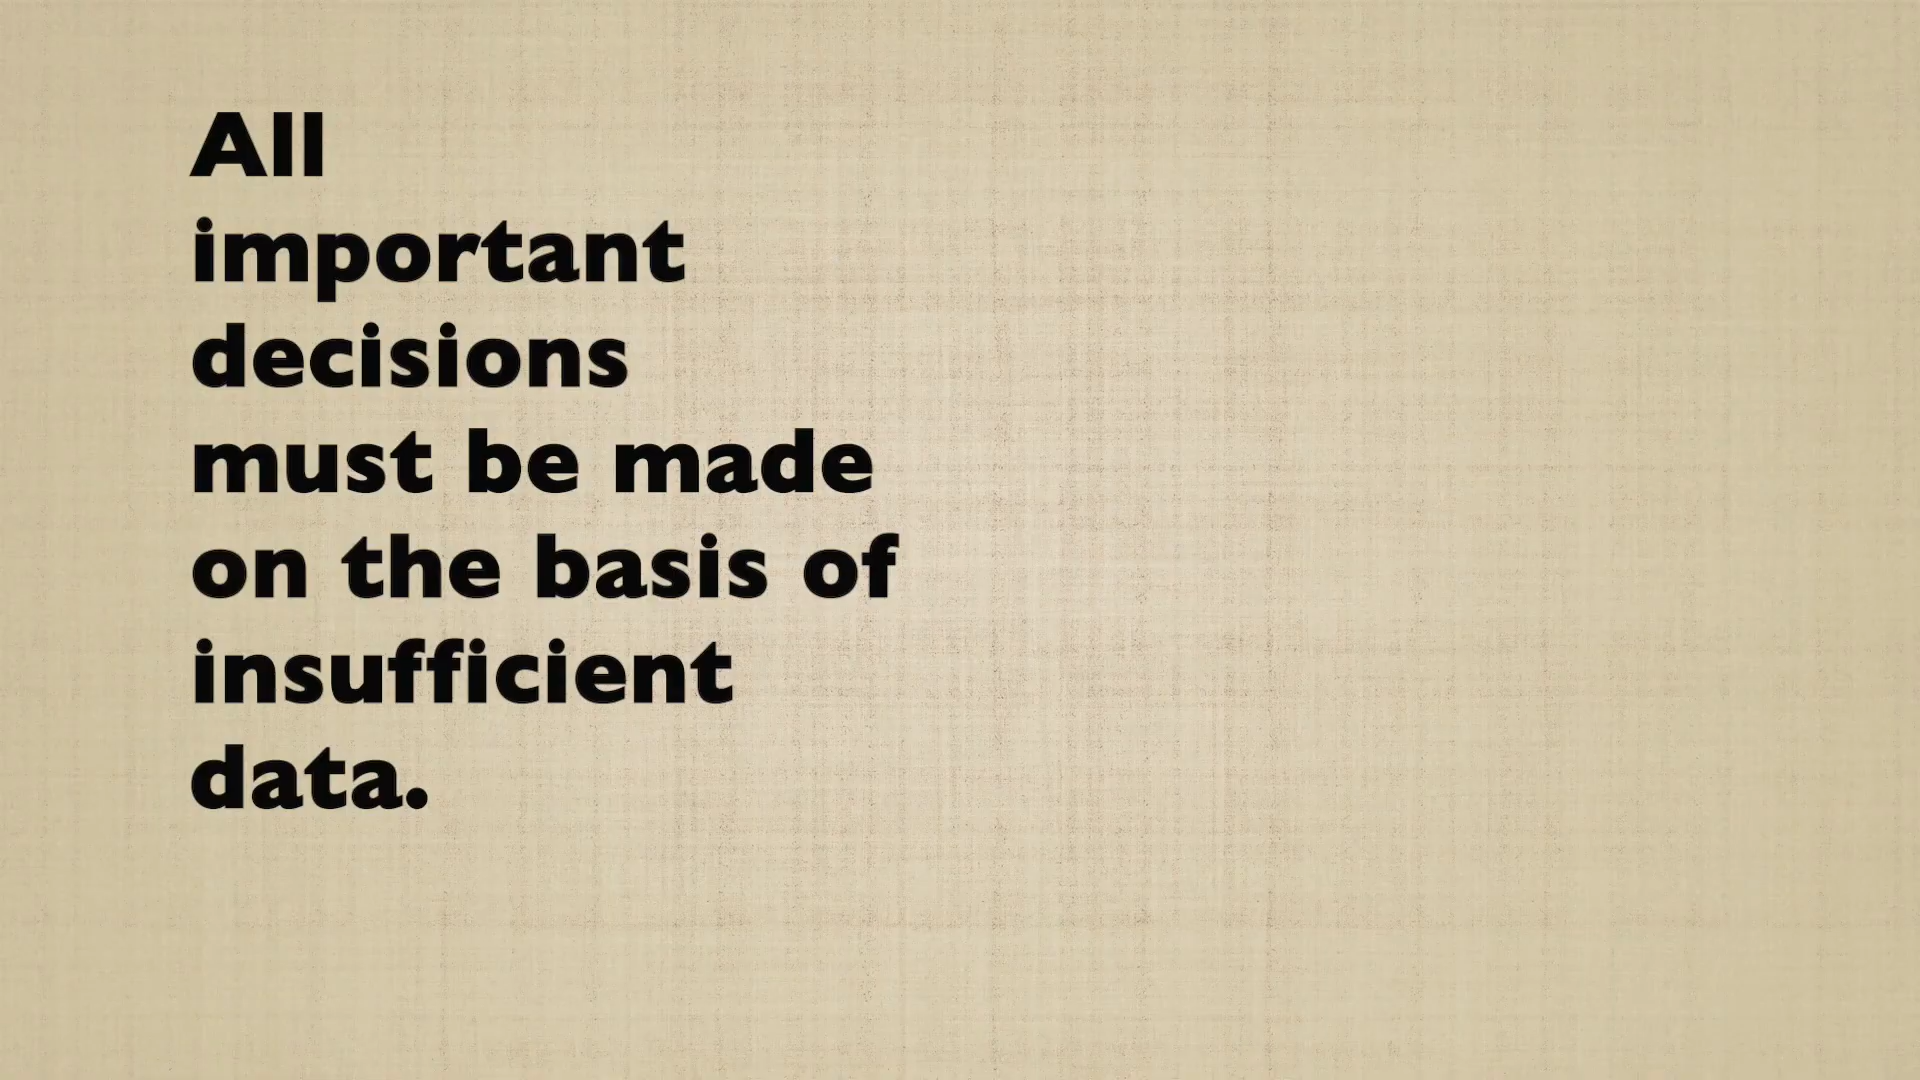 All
important
decisions
must be made
on the basis of
insufficient
data.